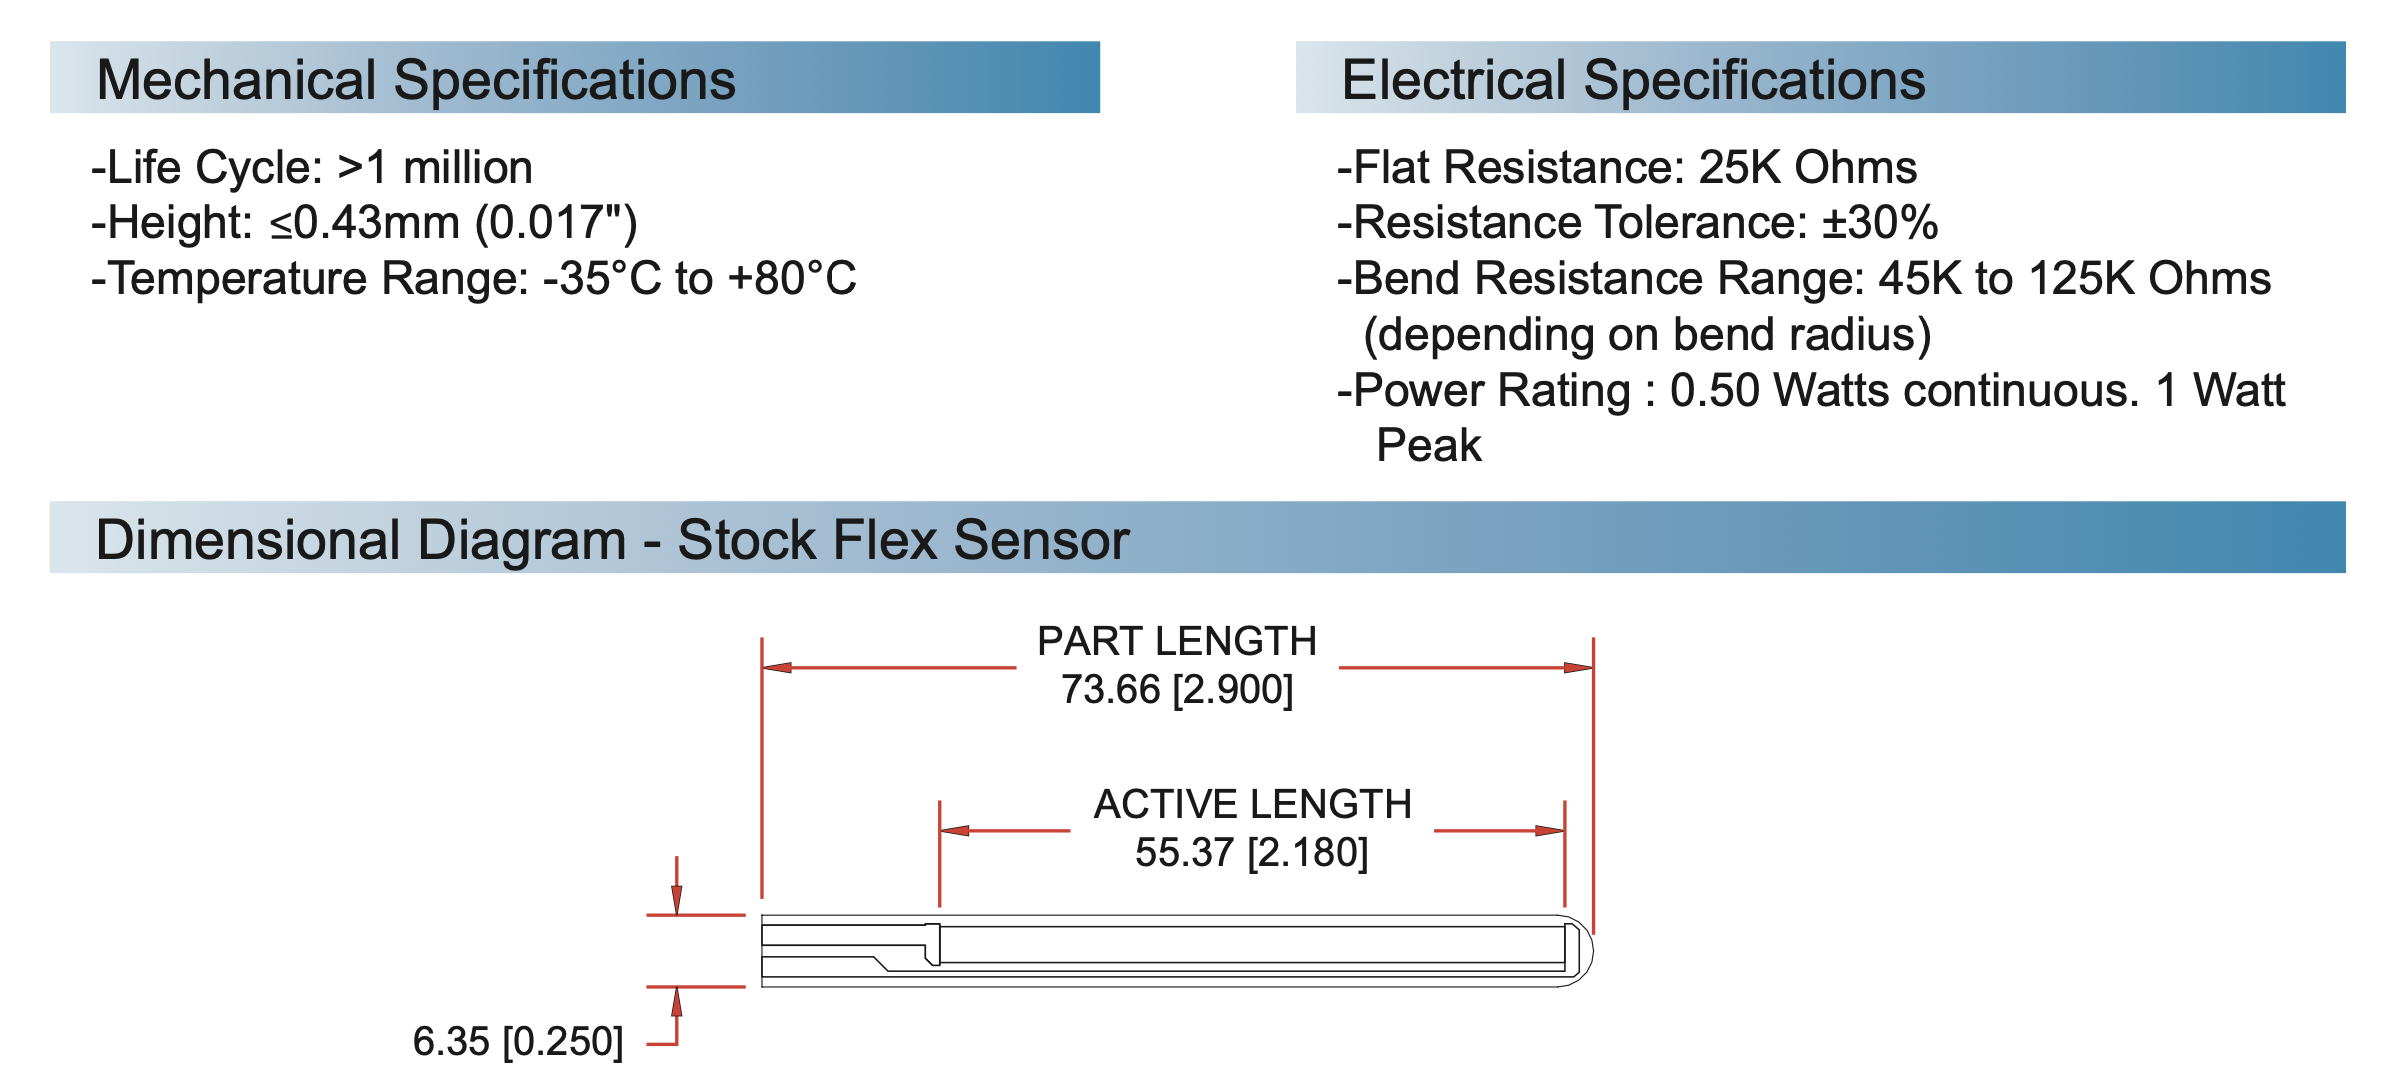 Mechanical Specifications
-Life Cycle: >1 million
-Height: ≤0.43mm (0.017")
-Temperature Range: -35°C to +80°C
Electrical Specifications
-Flat Resistance: 25K Ohms
-Resistance Tolerance: ±30%
-Bend Resistance Range: 45K to 125K Ohms
(depending on bend radius)
-Power Rating : 0.50 Watts continuous. 1 Watt
Peak
Dimensional Diagram - Stock Flex Sensor
PART LENGTH
73.66 [2.900]
ACTIVE LENGTH
55.37 [2.180]
6.35 [0.250]